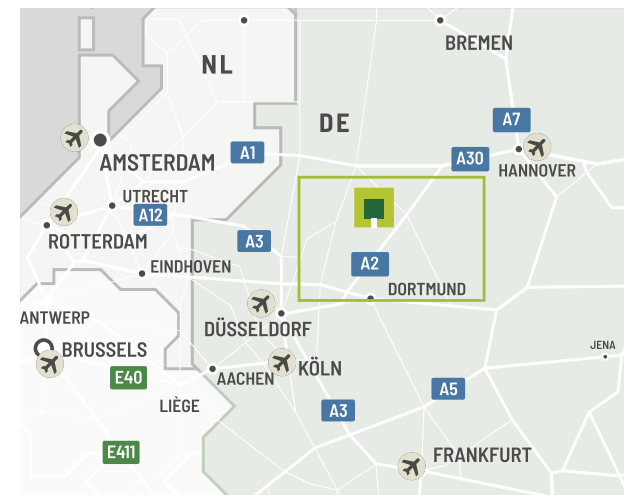 BREMEN
NL
DE
A7
A1
A30
HANNOVER
AMSTERDAM
UTRECHT
A12
ROTTERDAM
A3
EINDHOVEN
A2
DORTMUND
ANTWERP
DÜSSELDORF
BRUSSELS
JENA
KÖLN
AACHEN
E40
A5
LIÈGE
A3
E411
FRANKFURT